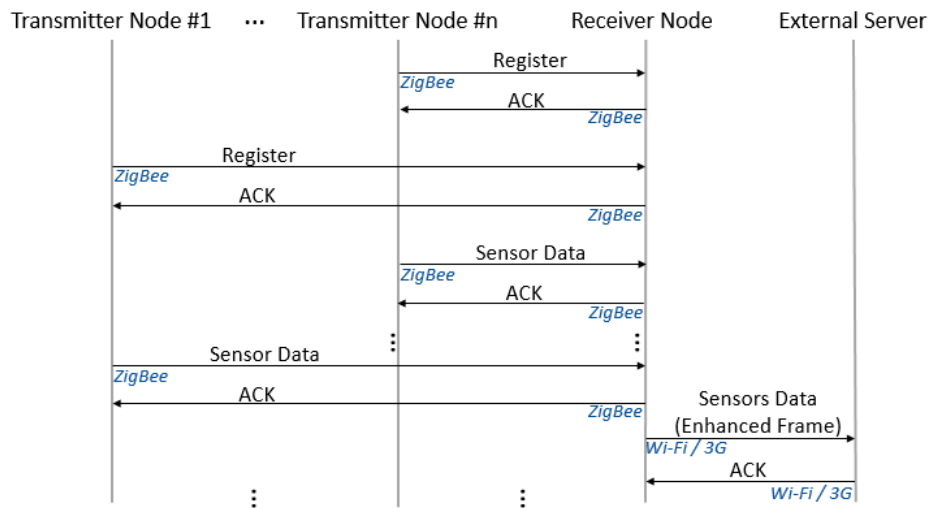 Transmitter Node #1 ... Transmitter Node #n Receiver Node External Server
Register
ZigBee
ACK
ZigBee
Register
ZigBee
ACK
ZigBee
Sensor Data
ZigBee
ACK
ZigBee
Sensor Data
ZigBee
ACK
ZigBee
Sensors Data
(Enhanced Frame)
Wi-Fi / 3G
ACK
Wi-Fi / 3G